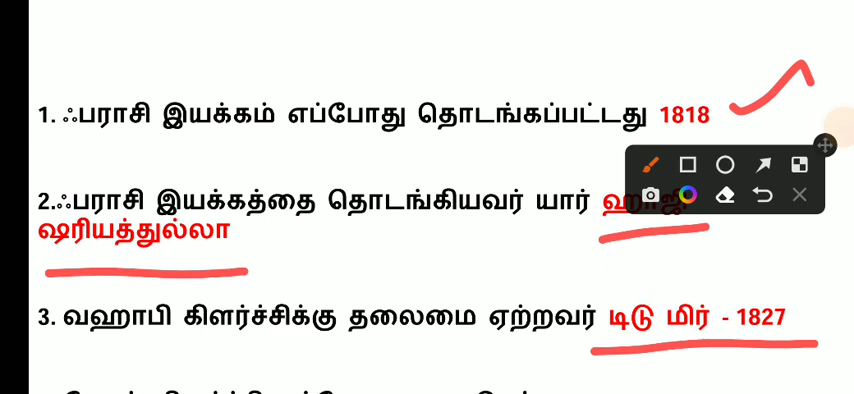 1. ஃபராசி இயக்கம் எப்போது தொடங்கப்பட்டது 1818
2.ஃபராசி இயக்கத்தை தொடங்கியவர் யார் ஹாஜி
ஷரியத்துல்லா
3. வஹாபி கிளர்ச்சிக்கு தலைமை ஏற்றவர் டிடு மிர் - 1827